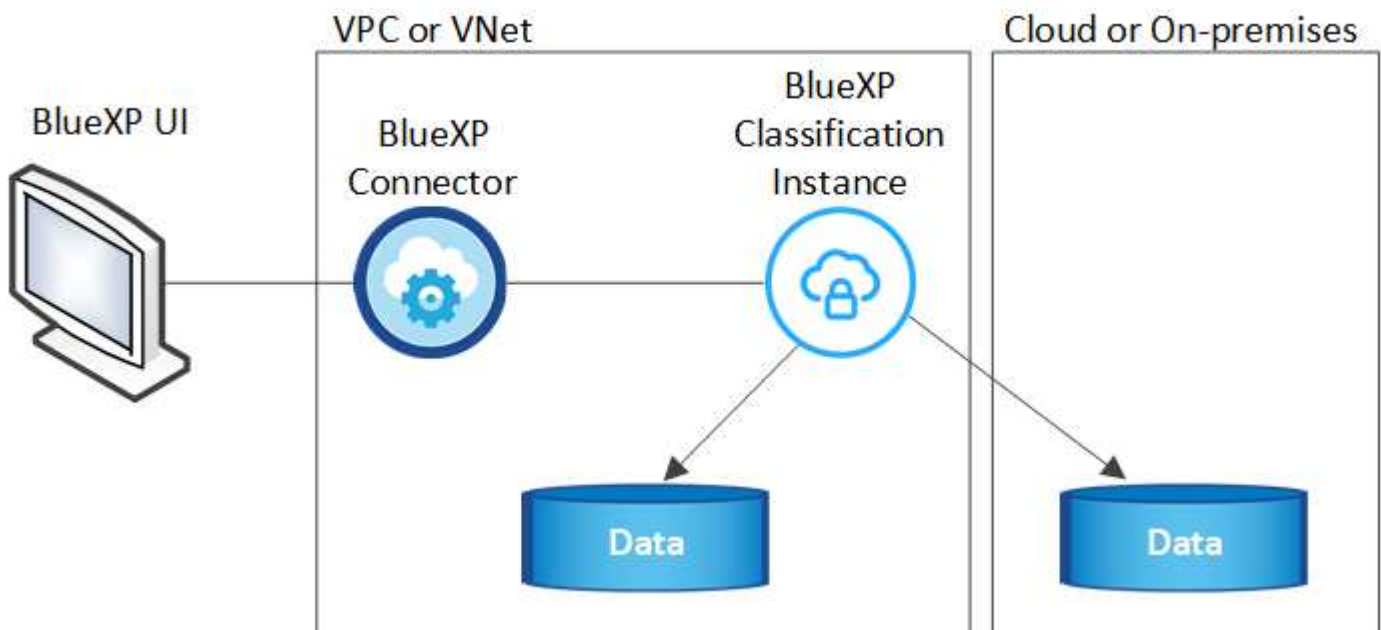 VPC or VNet
Cloud or On-premises
BlueXP UI
BlueXP
Connector
BlueXP
Classification
Instance
Data
Data